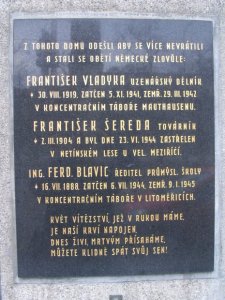 Z TOHOTO DOMU ODEŠLI ABY SE VÍCE NEVRÁTILI
A STALI SE OBĚTÍ NĚMECKÉ ZLOVŮLE:
FRANTIŠEK VLADYKA UZENÁŘSKÝ DĚLNÍK
* 30. VIII. 1919, ZATČEN 5. XI. 1941, ZEMŘ. 29. III. 1942
V KONCENTRAČNÍM TÁBOŘE MAUTHAUSENU.
FRANTIŠEK ŠEREDA TOVÁRNÍK
* 2. III. 1904 A BYL DNE 23. VI. 1944 ZASTŘELEN
V NETÍNSKÉM LESE U VEL. MEZIŘÍČÍ.
ING. FERD. BLAVIC ŘEDITEL PRŮMYSL. ŠKOLY
* 16. VII. 1888, ZATČEN 6. VII. 1944, ZEMŘ. 9. I. 1945
V KONCENTRAČNÍM TÁBOŘE V LITOMĚŘICÍCH.
KVĚT VÍTĚZSTVÍ, JEŽ V RUKOU MÁME,
JE NAŠÍ KRVÍ NAPOJEN,
DNES ŽIVÍ MRTVÝM PŘÍSAHÁME,
MŮŽETE KLIDNĚ SPÁT SVŮJ SEN!